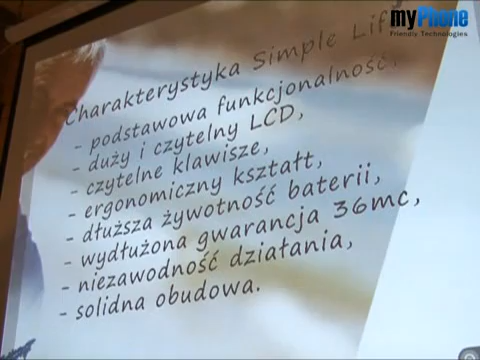 myPhone
Friendly Technologies
Charakterystyka Simple Life
- podstawowa funkcjonalność,
- duży i czytelny LCD,
- czytelne klawisze,
- ergonomiczny kształt,
- dłuższa żywotność baterii,
- wydłużona gwarancja 36mc,
- niezawodność działania,
- solidna obudowa.